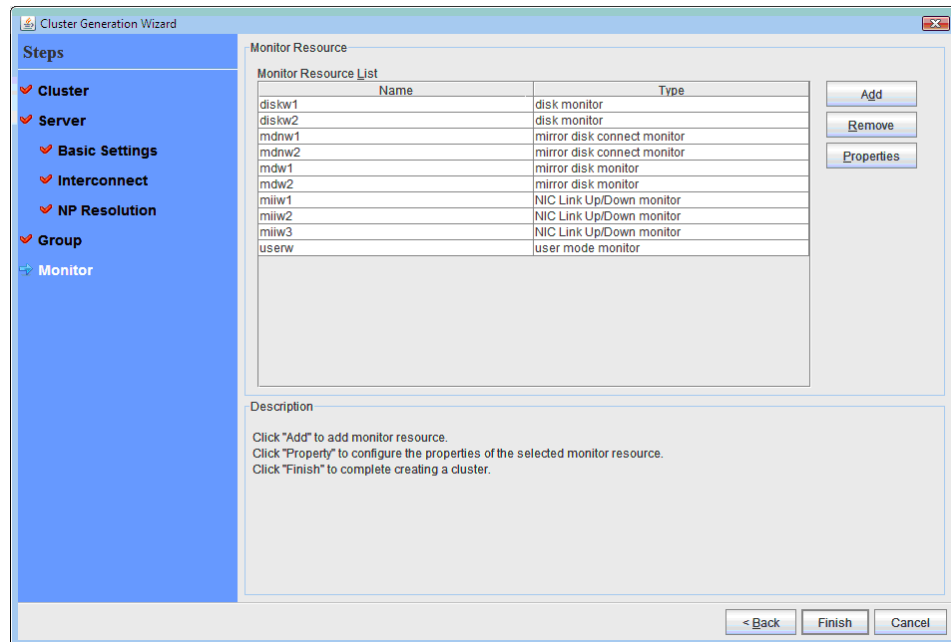 Cluster Generation Wizard
Steps
Cluster
Server
Basic Settings
Interconnect
NP Resolution
Group
Monitor
Monitor Resource
Monitor Resource List
Name Type
diskw1 disk monitor
diskw2 disk monitor
mdnw1 mirror disk connect monitor
mdnw2 mirror disk connect monitor
mdw1 mirror disk monitor
mdw2 mirror disk monitor
miiw1 NIC Link Up/Down monitor
miiw2 NIC Link Up/Down monitor
miiw3 NIC Link Up/Down monitor
userw user mode monitor
Add
Remove
Properties
Description
Click "Add" to add monitor resource.
Click "Property" to configure the properties of the selected monitor resource.
Click "Finish" to complete creating a cluster.
< Back Finish Cancel